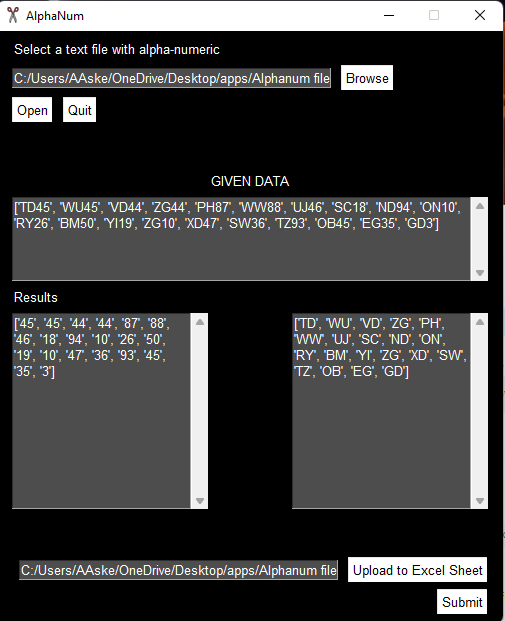 AlphaNum
Select a text file with alpha-numeric
C:/Users/AAske/OneDrive/Desktop/apps/Alphanum file
Browse
Open
Quit
GIVEN DATA
['TD45', 'WU45', 'VD44', 'ZG44', 'PH87', 'WW88', 'UJ46', 'SC18', 'ND94', 'ON10',
'RY26', 'BM50', 'YI19', 'ZG10', 'XD47', 'SW36', 'TZ93', 'OB45', 'EG35', 'GD3']
Results
['45', '45', '44', '44', '87', '88',
'46', '18', '94', '10', '26', '50',
'19', '10', '47', '36', '93', '45',
'35', '3']
['TD', 'WU', 'VD', 'ZG', 'PH',
'WW', 'UJ', 'SC', 'ND', 'ON',
'RY', 'BM', 'YI', 'ZG', 'XD', 'SW',
'TZ', 'OB', 'EG', 'GD']
C:/Users/AAske/OneDrive/Desktop/apps/Alphanum file
Upload to Excel Sheet
Submit